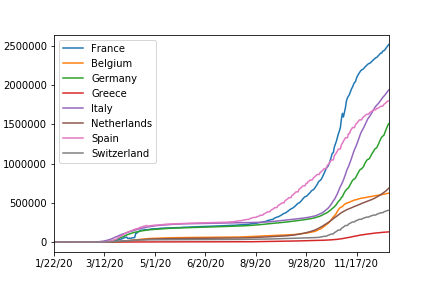 2500000
2000000
1500000
1000000
500000
0
France
Belgium
Germany
Greece
Italy
Netherlands
Spain
Switzerland
1/22/20 3/12/20 5/1/20 6/20/20 8/9/20 9/28/20 11/17/20